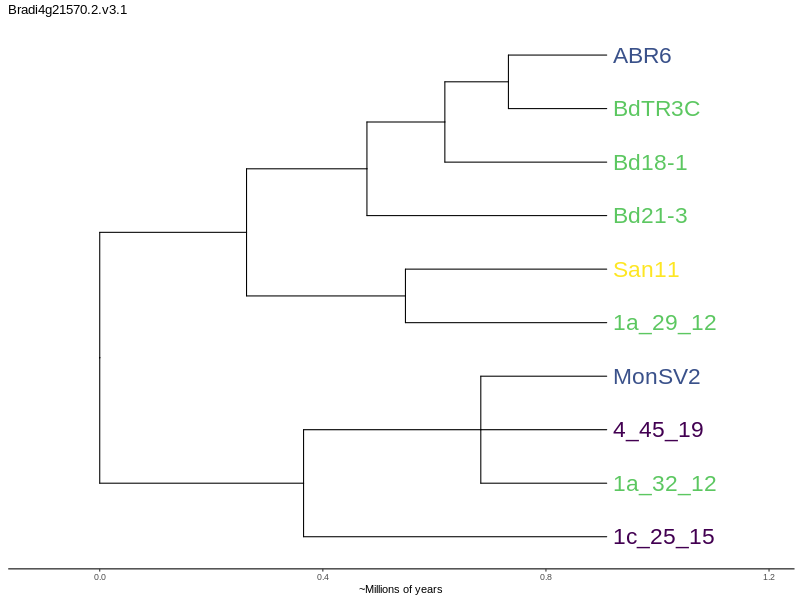 Bradi4g21570.2.v3.1
ABR6
BdTR3C
Bd18-1
Bd21-3
San11
1a_29_12
MonSV2
4_45_19
1a_32_12
1c_25_15
0.0 0.4 0.8 1.2
~Millions of years